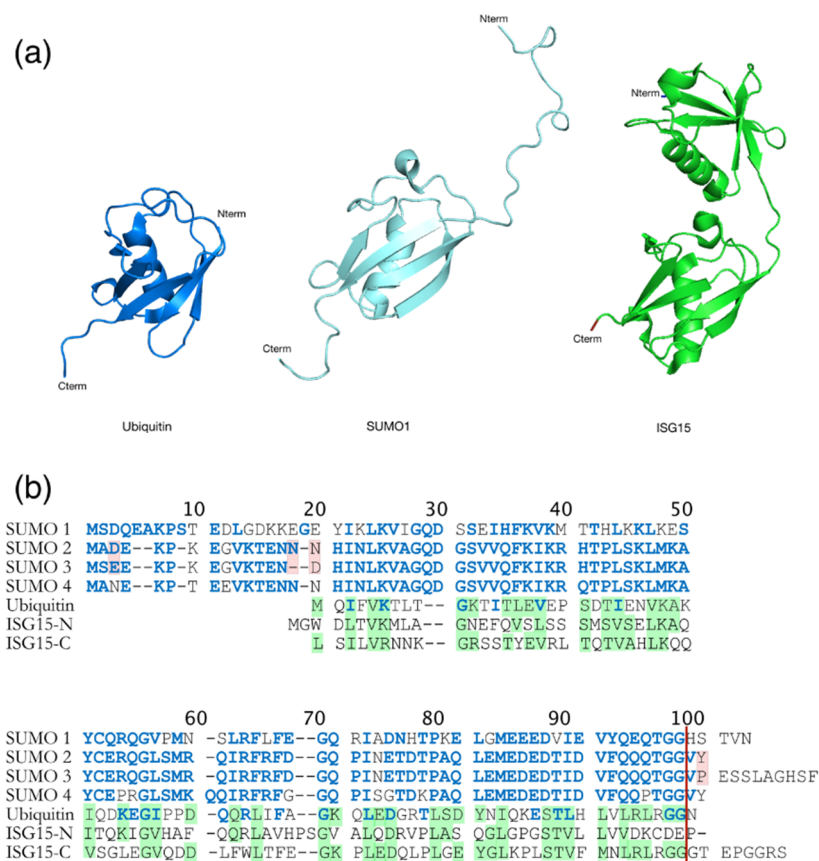 (a)
Nterm
Nterm
Nterm
Cterm
Cterm
Cterm
Ubiquitin
SUMO1
ISG15
(b)
10 20 30 40 50
SUMO 1 MSDQEAKPST EDLGDKKEGE YIKLKVIGQD SSEIHFKVKM TTHLKKLKES
SUMO 2 MADE--KP-K EGVKTENN-N HINLKVAGQD GSVVQFKIKR HTPLSKLMKA
SUMO 3 MSEE--KP-K EGVKTEN--D HINLKVAGQD GSVVQFKIKR HTPLSKLMKA
SUMO 4 MANE--KP-T EEVKTENN-N HINLKVAGQD GSVVQFKIKR QTPLSKLMKA
Ubiquitin M QIFVKTLT-- GKTITLEVEP SDTIENVKAK
ISG15-N MGW DLTVKMLA-- GNEFQVSLSS SMSVSELKAQ
ISG15-C L SILVRNNK-- GRSSTYEVRL TQTVAHLKQQ
60 70 80 90 100
SUMO 1 YCQRQGVPMN -SLRFLFE--GQ RIADNHTPKE LGMEEEDVIE VYQEQTGGHS TVN
SUMO 2 YCERQGLSMR -QIRFRFD--GQ PINETDTPAQ LEMEDEDTID VFQQQTGGVY
SUMO 3 YCERQGLSMR -QIRFRFD--GQ PINETDTPAQ LEMEDEDTID VFQQQTGGVP ESSLAGHSF
SUMO 4 YCEPRGLSMK QQIRFRFG--GQ PISGTDKPAQ LEMEDEDTID VFQQPTGGVY
Ubiquitin IQDKEGIPPD -QQRLIFA--GK QLEDGRTLSD YNIQKESTLH LVLRLRGGN
ISG15-N ITQKIGVHAF -QQRLAVHPSGV ALQDRVPLAS QGLGPGSTVL LVVDKCDEP-
ISG15-C VSGLEGVQDD -LFWLTFE--GK PLEDQLPLGE YGLKPLSTVF MNLRLRGGGT EPGGRS